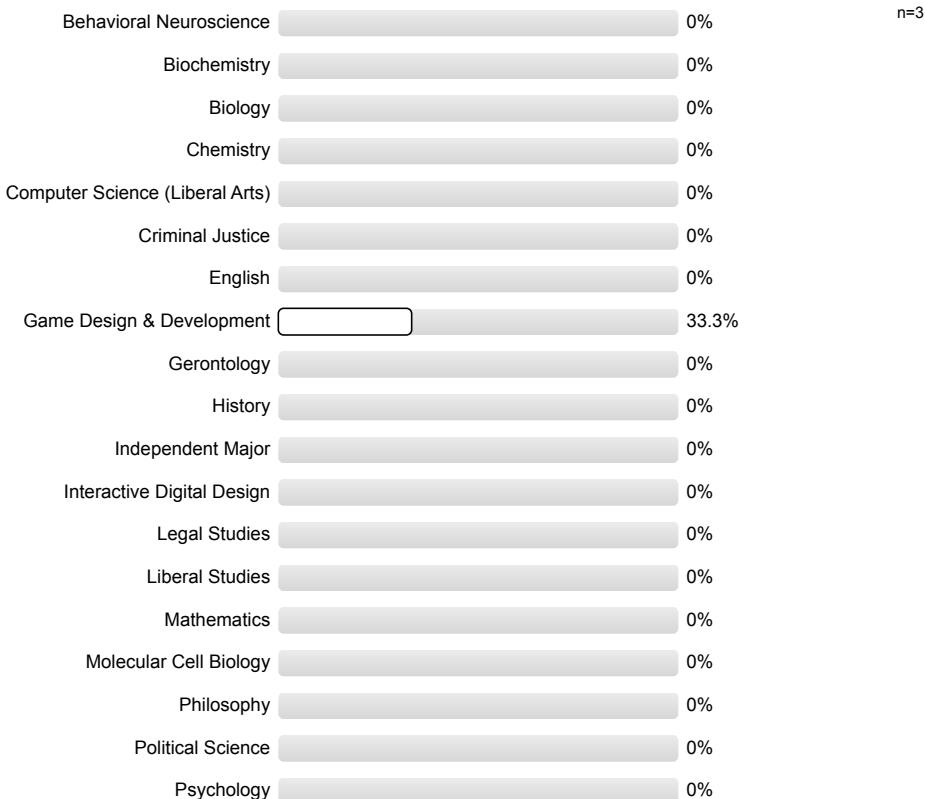 n=3
Behavioral Neuroscience 0%
Biochemistry 0%
Biology 0%
Chemistry 0%
Computer Science (Liberal Arts) 0%
Criminal Justice 0%
English 0%
Game Design & Development 33.3%
Gerontology 0%
History 0%
Independent Major 0%
Interactive Digital Design 0%
Legal Studies 0%
Liberal Studies 0%
Mathematics 0%
Molecular Cell Biology 0%
Philosophy 0%
Political Science 0%
Psychology 0%